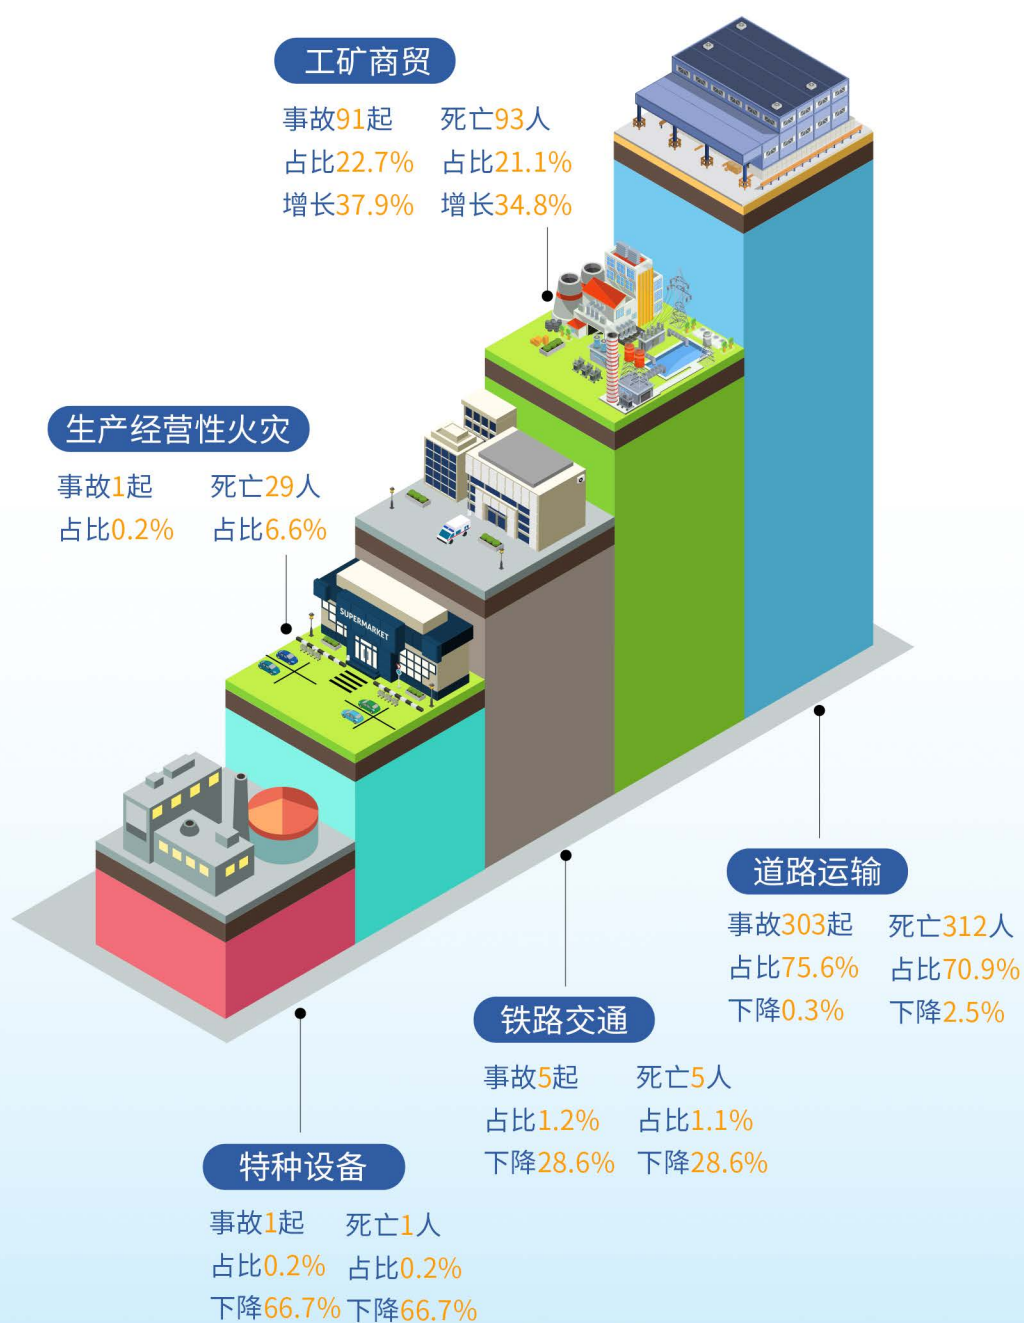 工矿商贸
事故91起 死亡93人
占比22.7% 占比21.1%
增长37.9% 增长34.8%
生产经营性火灾
事故1起 死亡29人
占比0.2% 占比6.6%
SUPERMARKET
道路运输
事故303起 死亡312人
占比75.6% 占比70.9%
下降0.3% 下降2.5%
铁路交通
事故5起 死亡5人
占比1.2% 占比1.1%
下降28.6% 下降28.6%
特种设备
事故1起 死亡1人
占比0.2% 占比0.2%
下降66.7% 下降66.7%